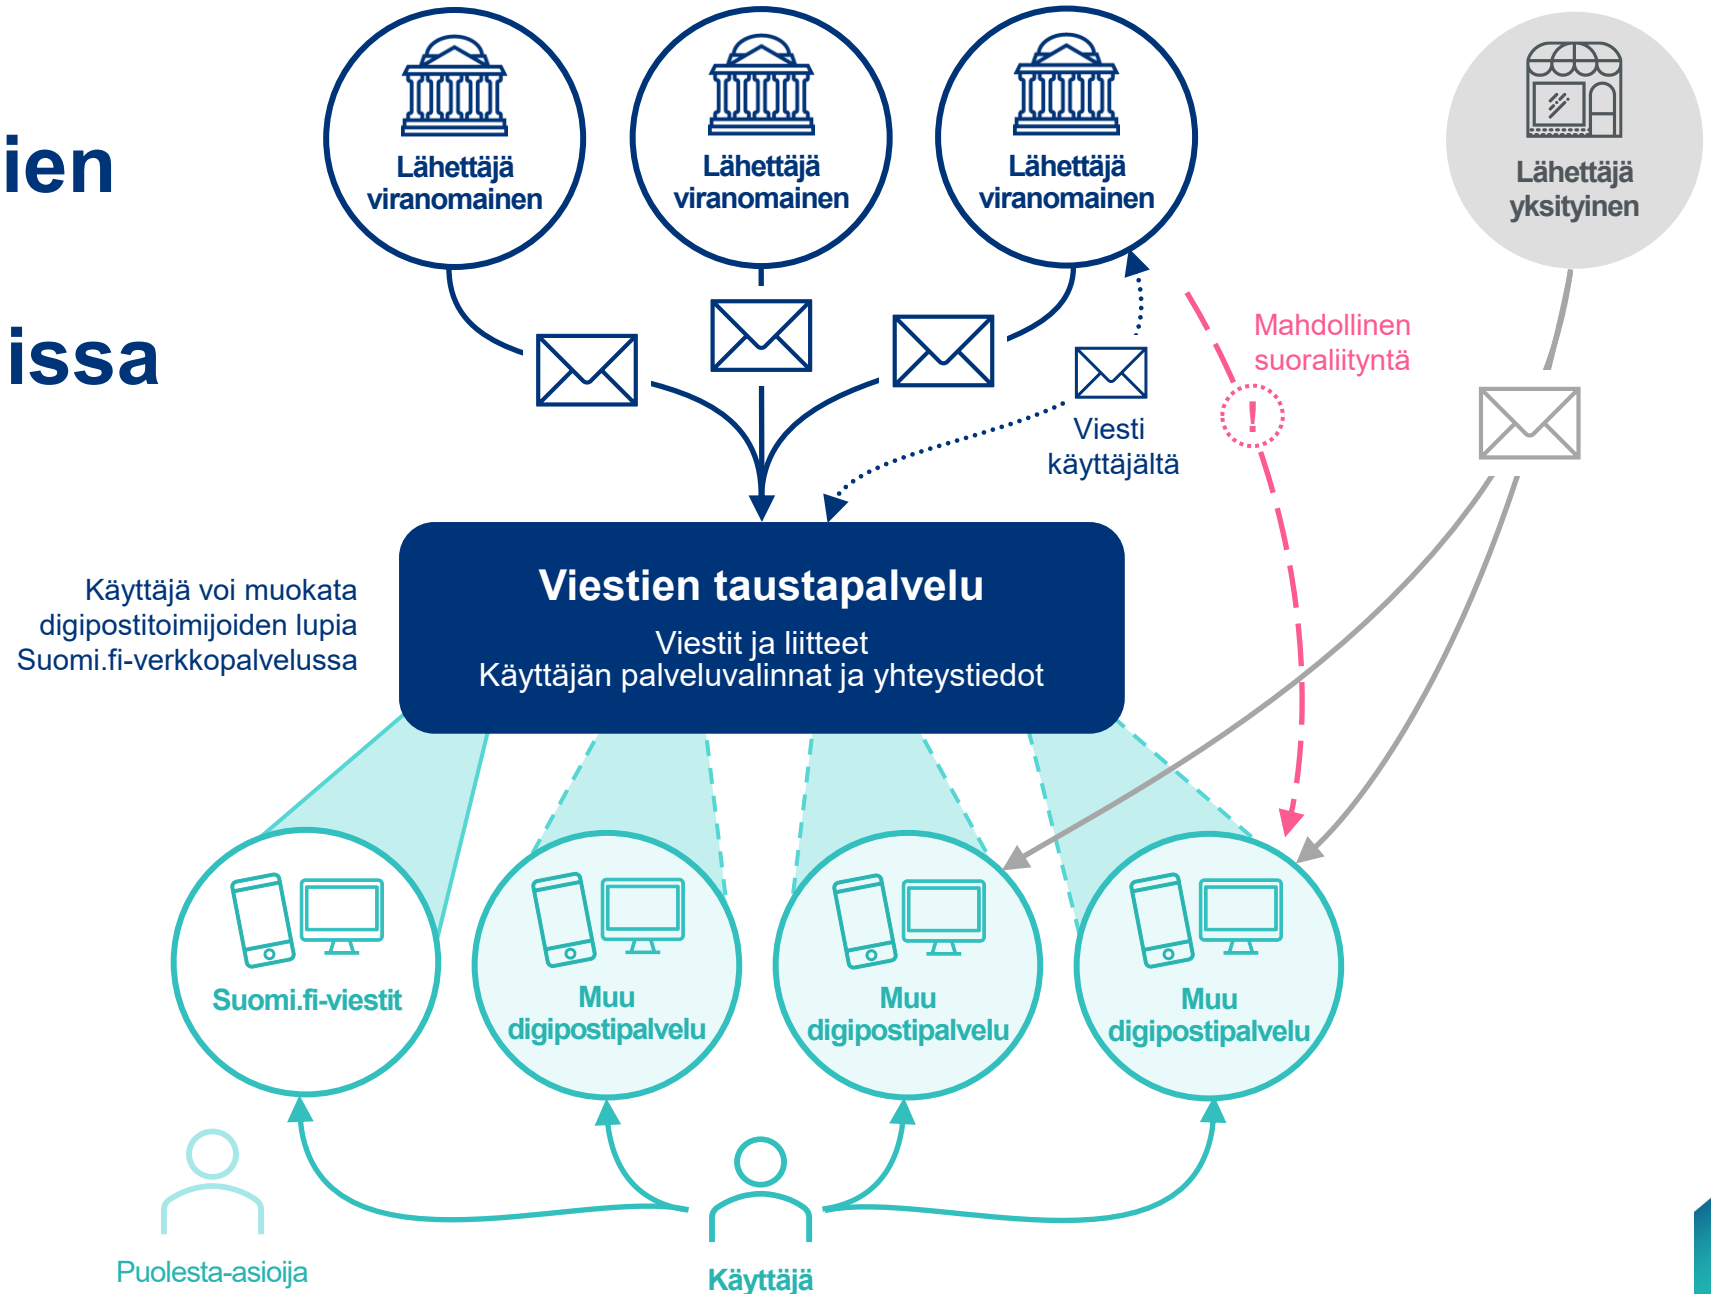 ien
issa
Lähettäjä
viranomainen
Lähettäjä
viranomainen
Lähettäjä
viranomainen
Lähettäjä
yksityinen
Mahdollinen
suoraliityntä
!
Viesti
käyttäjältä
Käyttäjä voi muokata
digipostitoimijoiden lupia
Suomi.fi-verkkopalvelussa
Viestien taustapalvelu
Viestit ja liitteet
Käyttäjän palveluvalinnat ja yhteystiedot
Suomi.fi-viestit
Muu
digipostipalvelu
Muu
digipostipalvelu
Muu
digipostipalvelu
Puolesta-asioija
Käyttäjä